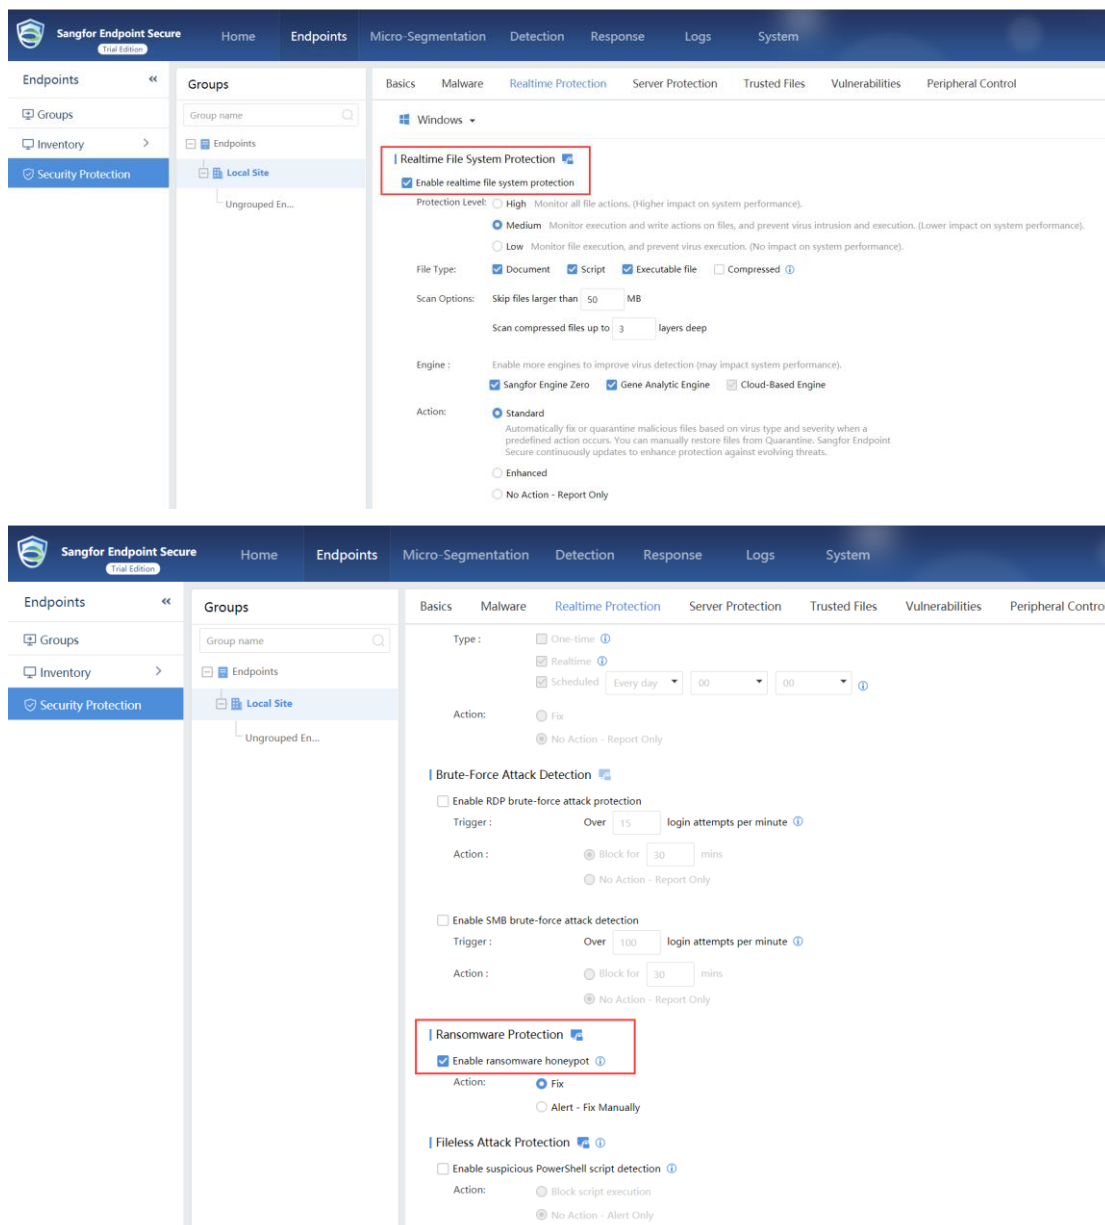 Sangfor Endpoint Secure
Trial Edition
Home Endpoints Micro-Segmentation Detection Response Logs System
Endpoints «
Groups
Inventory >
Security Protection
Groups
Group name
Endpoints
Local Site
Ungrouped En...
Basics Malware Realtime Protection Server Protection Trusted Files Vulnerabilities Peripheral Control
Windows
Realtime File System Protection
Enable realtime file system protection
Protection Level: High Monitor all file actions. (Higher impact on system performance).
Medium Monitor execution and write actions on files, and prevent virus intrusion and execution. (Lower impact on system performance).
Low Monitor file execution, and prevent virus execution. (No impact on system performance).
File Type: Document Script Executable file Compressed
Scan Options: Skip files larger than 50 MB
Scan compressed files up to 3 layers deep
Engine : Enable more engines to improve virus detection (may impact system performance).
Sangfor Engine Zero Gene Analytic Engine Cloud-Based Engine
Action: Standard
Automatically fix or quarantine malicious files based on virus type and severity when a
predefined action occurs. You can manually restore files from Quarantine. Sangfor Endpoint
Secure continuously updates to enhance protection against evolving threats.
Enhanced
No Action - Report Only
Sangfor Endpoint Secure
Trial Edition
Home Endpoints Micro-Segmentation Detection Response Logs System
Endpoints «
Groups
Inventory >
Security Protection
Groups
Group name
Endpoints
Local Site
Ungrouped En...
Basics Malware Realtime Protection Server Protection Trusted Files Vulnerabilities Peripheral Contro
Type : One-time
Realtime
Scheduled Every day 00 00
Action: Fix
No Action - Report Only
Brute-Force Attack Detection
Enable RDP brute-force attack protection
Trigger : Over 15 login attempts per minute
Action : Block for 30 mins
No Action - Report Only
Enable SMB brute-force attack detection
Trigger : Over 100 login attempts per minute
Action : Block for 30 mins
No Action - Report Only
Ransomware Protection
Enable ransomware honeypot
Action: Fix
Alert - Fix Manually
Fileless Attack Protection
Enable suspicious PowerShell script detection
Action: Block script execution
No Action - Alert Only